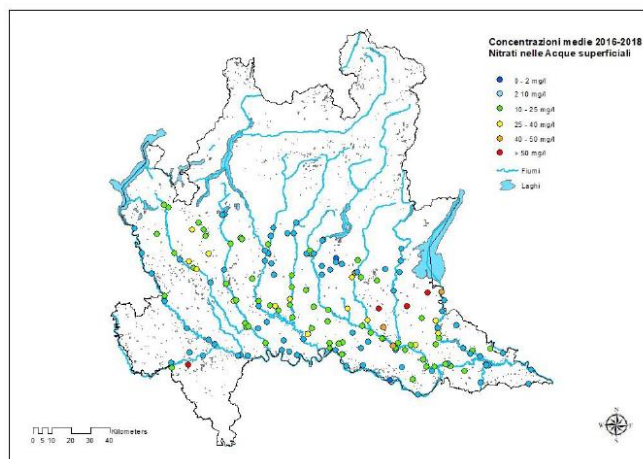 Concentrazioni medie 2016-2018
Nitrati nelle Acque superficiali
0 - 2 mg/l
2 10 mg/l
10 - 25 mg/l
25 - 40 mg/l
40 - 50 mg/l
> 50 mg/l
Fiumi
Laghi
Kilometers
0 5 10 20 30 40
N
W
E
S